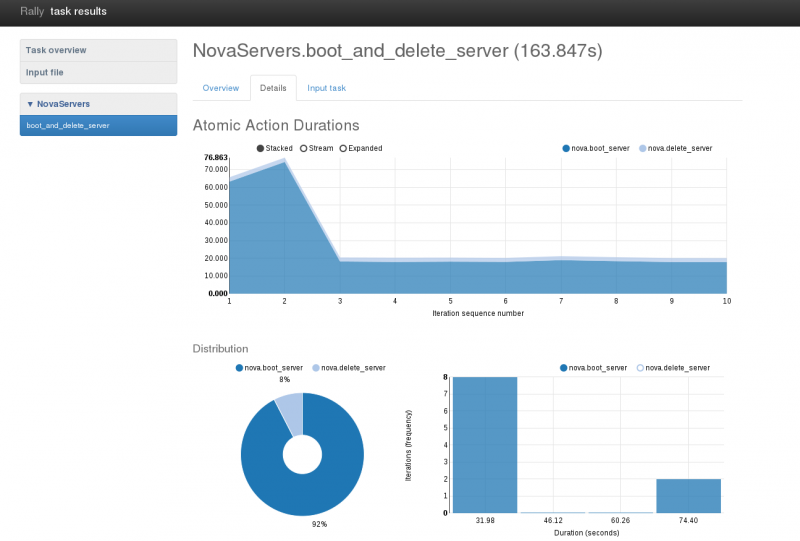 Rally task results
Task overview
Input file
▼ NovaServers
boot_and_delete_server
NovaServers.boot_and_delete_server (163.847s)
Overview Details Input task
Atomic Action Durations
Stacked Stream Expanded nova.boot_server nova.delete_server
76.863
70.000
60.000
50.000
40.000
30.000
20.000
10.000
0.000
1 2 3 4 5 6 7 8 9 10
Iteration sequence number
Distribution
nova.boot_server nova.delete_server
8%
92%
nova.boot_server nova.delete_server
Iterations (frequency)
8
7
6
5
4
3
2
1
0
31.98 46.12 60.26 74.40
Duration (seconds)